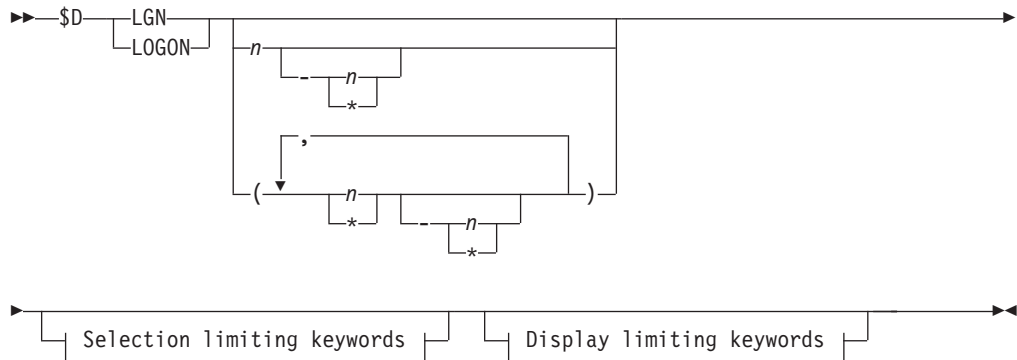 $D LGN
LOGON n
- n
*
,
( n )
* - n
*
Selection limiting keywords Display limiting keywords